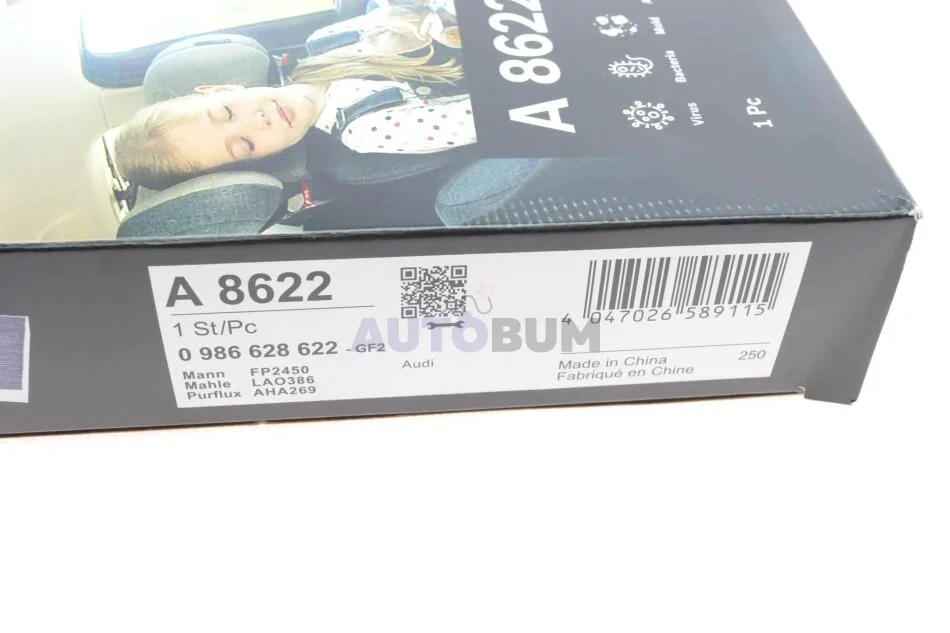 A 8622
Virus
Bacteria
Mold
1 Pc
A 8622
1 St/Pc
0 986 628 622 - GF2
Mann FP2450
Mahle LAO386
Purflux AHA269
Audi
4 047026 589115
Made in China
Fabriqué en Chine
250
AUTOBUM